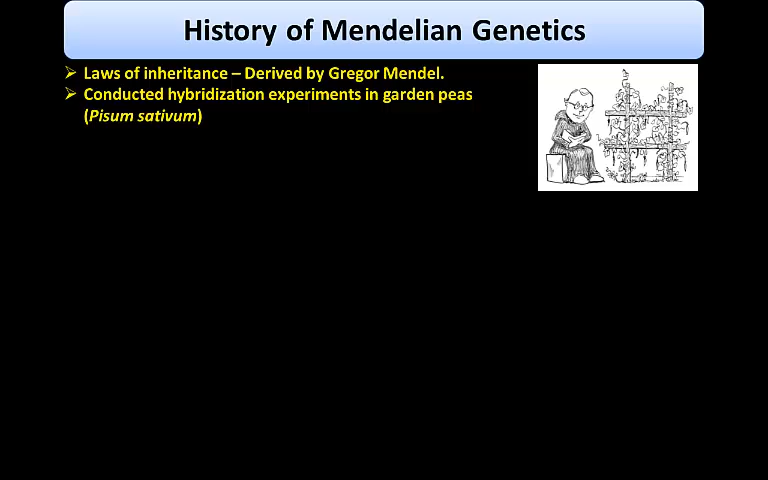 History of Mendelian Genetics
➢ Laws of inheritance – Derived by Gregor Mendel.
➢ Conducted hybridization experiments in garden peas
(Pisum sativum)